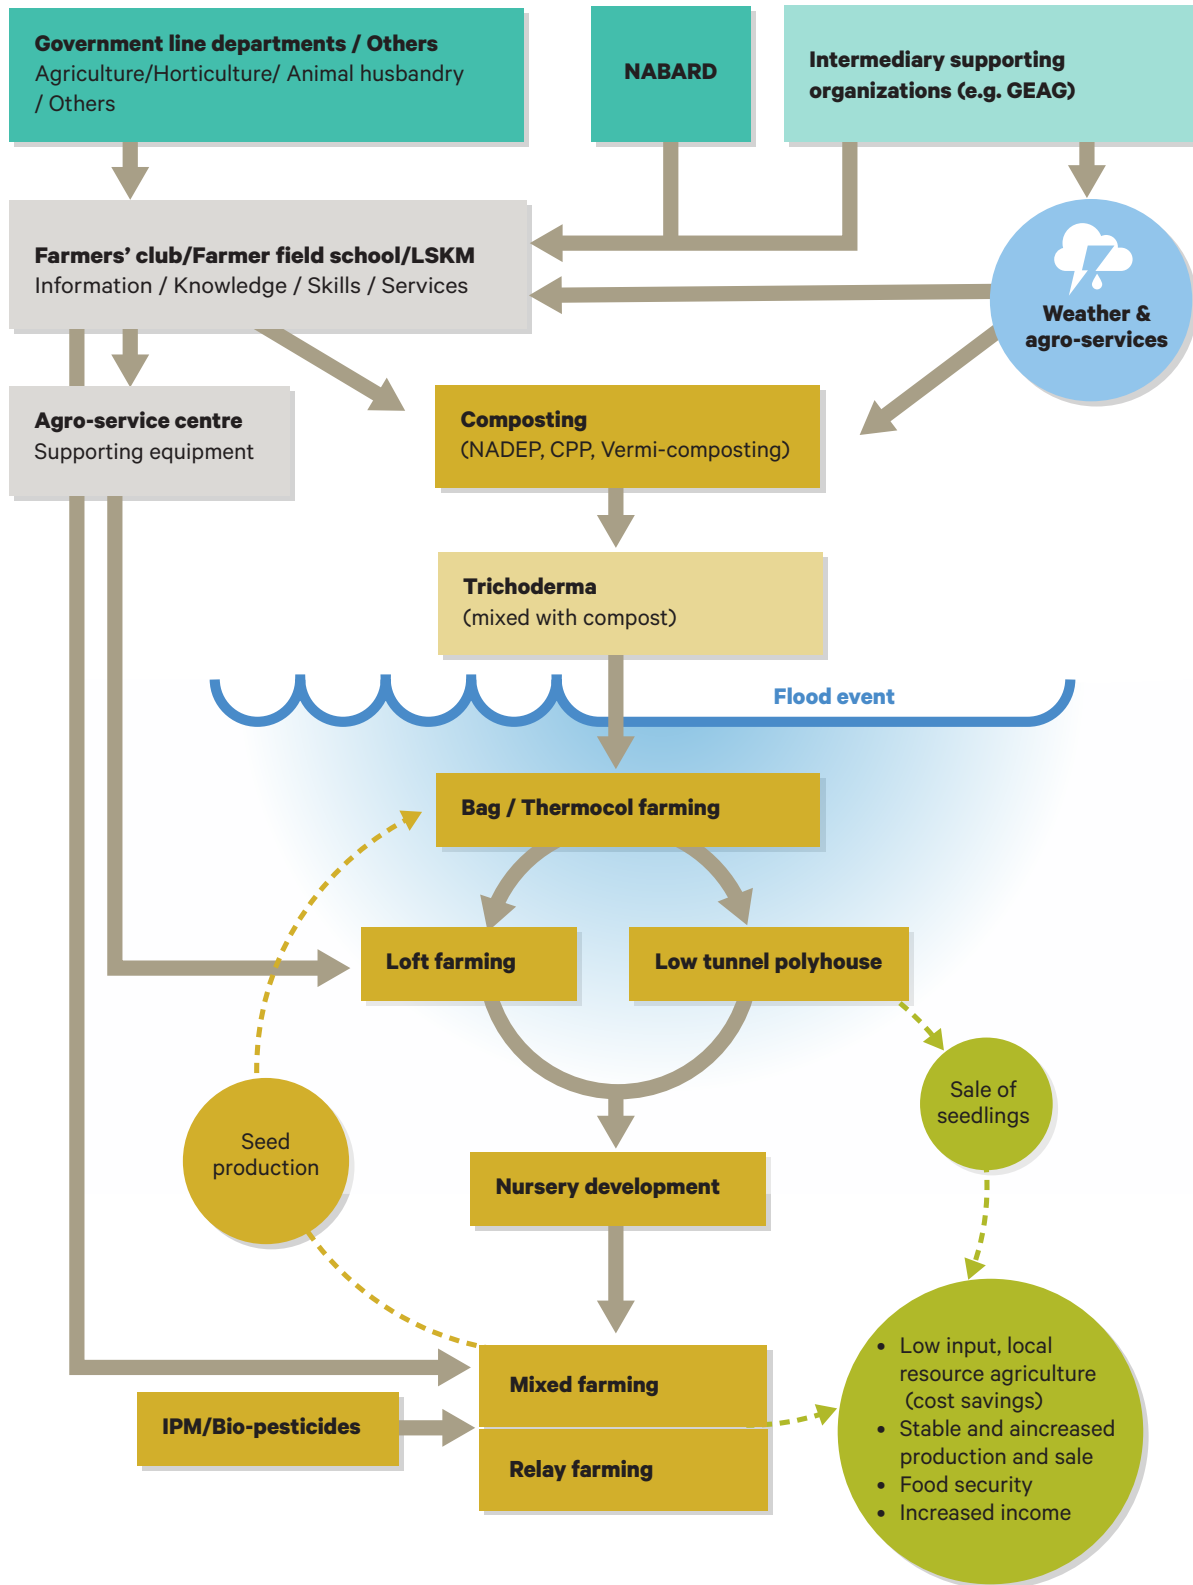 Government line departments / Others
Agriculture/Horticulture/ Animal husbandry
/ Others
NABARD
Intermediary supporting
organizations (e.g. GEAG)
Farmers’ club/Farmer field school/LSKM
Information / Knowledge / Skills / Services
Weather &
agro-services
Agro-service centre
Supporting equipment
Composting
(NADEP, CPP, Vermi-composting)
Trichoderma
(mixed with compost)
Flood event
Bag / Thermocol farming
Loft farming
Low tunnel polyhouse
Sale of
seedlings
Seed
production
Nursery development
Mixed farming
IPM/Bio-pesticides
Relay farming
• Low input, local
resource agriculture
(cost savings)
• Stable and aincreased
production and sale
• Food security
• Increased income